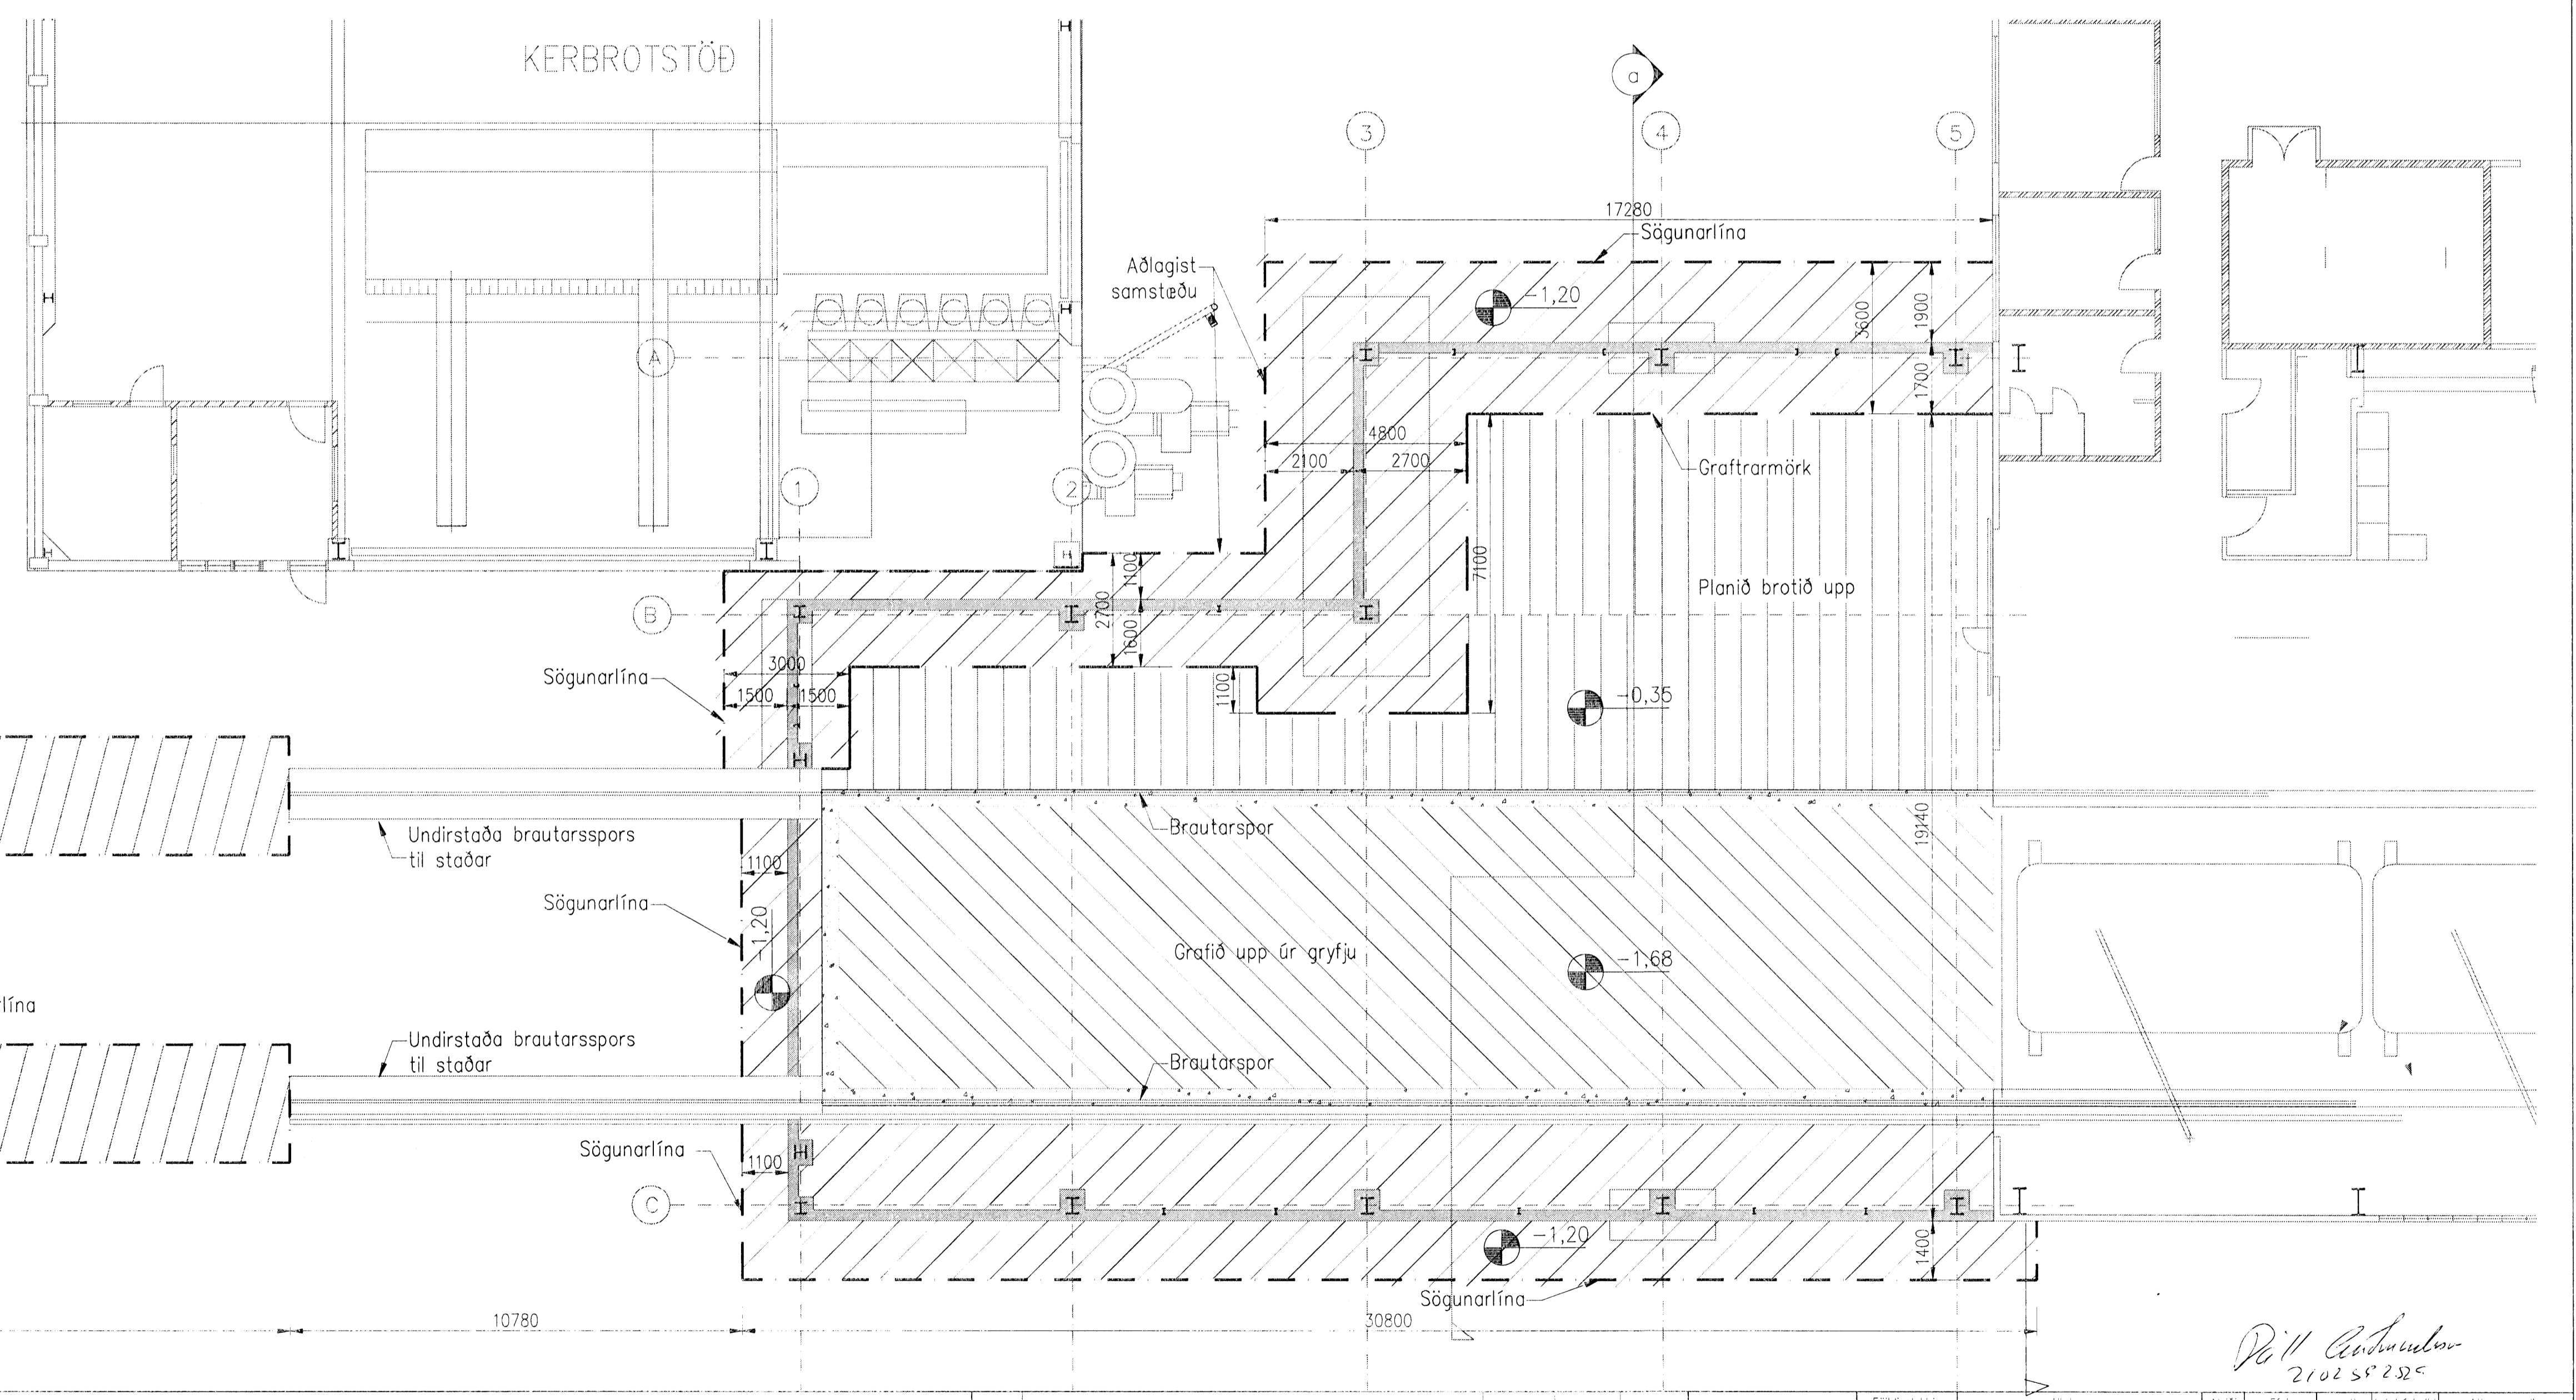 KERBROTSTÖÐ
a
3
4
5
17280
Sögunarlína
Aðlagist
samstæðu
-1,20
3600
1900
1700
A
4800
2100
2700
Graftrarmörk
1
2
7100
1100
2700
1600
Planið brotið upp
B
3000
1500
1500
1100
Sögunarlína
-0,35
Undirstaða brautarsspors
til staðar
Brautarspor
19140
1100
Sögunarlína
-1,20
Grafið upp úr gryfju
-1,68
rlína
Undirstaða brautarsspors
til staðar
Brautarspor
Sögunarlína
1100
C
-1,20
1400
Sögunarlína
10780
30800
Páll